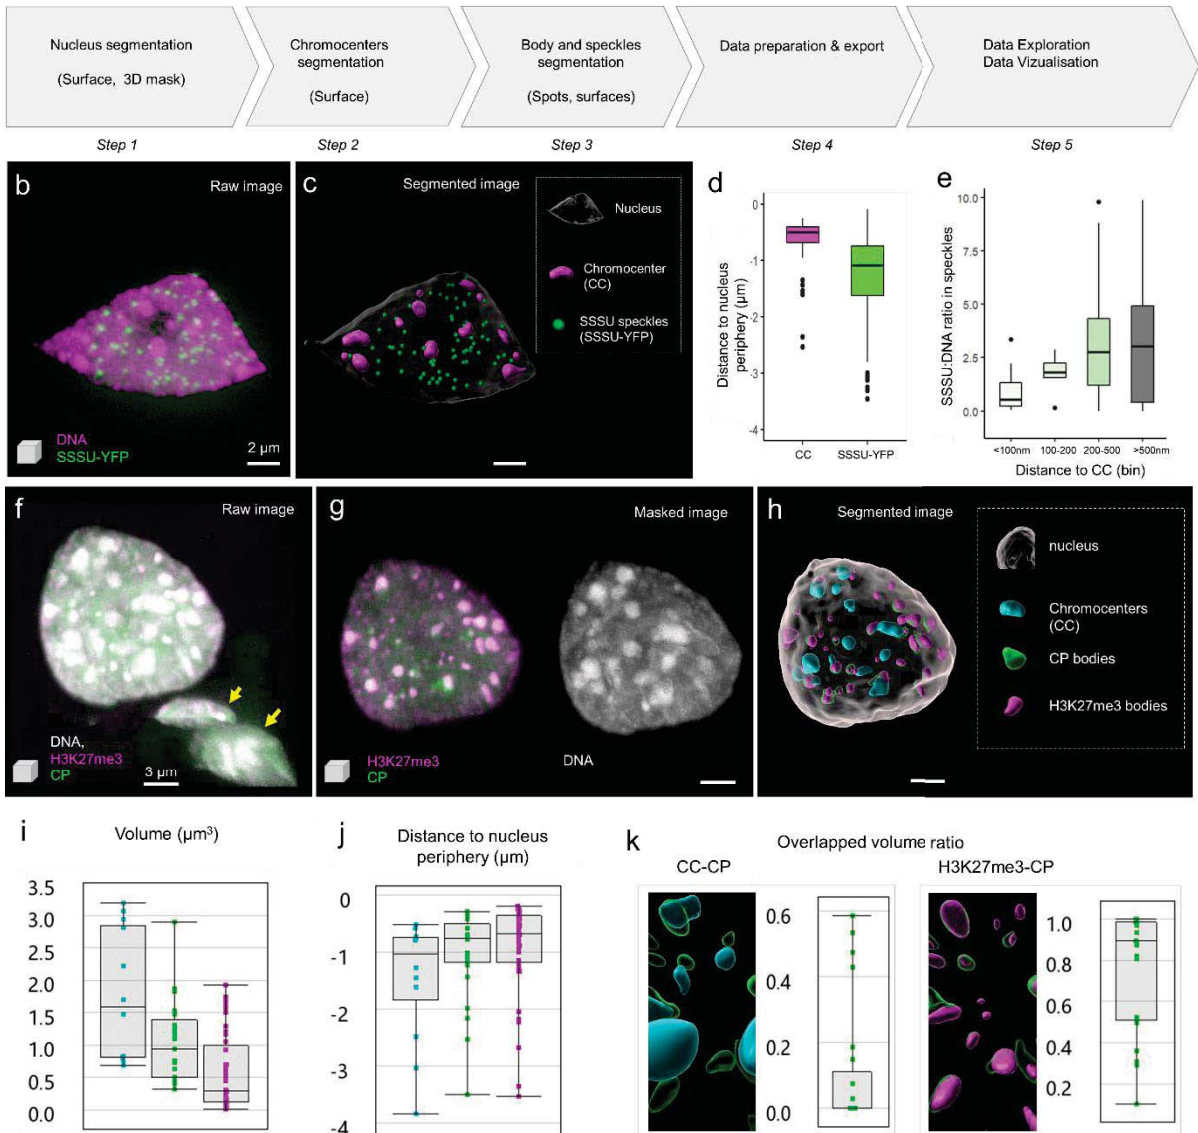 Nucleus segmentation
(Surface, 3D mask)
Chromocenters
segmentation
(Surface)
Body and speckles
segmentation
(Spots, surfaces)
Data preparation & export
Data Exploration
Data Vizualisation
Step 1
Step 2
Step 3
Step 4
Step 5
b
Raw image
DNA
SSSU-YFP
2 µm
c
Segmented image
Nucleus
Chromocenter
(CC)
SSSU speckles
(SSSU-YFP)
d
Distance to nucleus
periphery (µm)
0
-1
-2
-3
-4
CC
SSSU-YFP
e
SSSU:DNA ratio in speckles
10.0
7.5
5.0
2.5
0.0
<100nm
100-200
200-500
>500nm
Distance to CC (bin)
f
Raw image
DNA,
H3K27me3
CP
3 µm
g
Masked image
H3K27me3
CP
DNA
h
Segmented image
nucleus
Chromocenters
(CC)
CP bodies
H3K27me3 bodies
i
Volume (µm³)
3.5
3.0
2.5
2.0
1.5
1.0
0.5
0.0
j
Distance to nucleus
periphery (µm)
0
-1
-2
-3
-4
k
Overlapped volume ratio
CC-CP
0.6
0.4
0.2
0.0
H3K27me3-CP
1.0
0.8
0.6
0.4
0.2